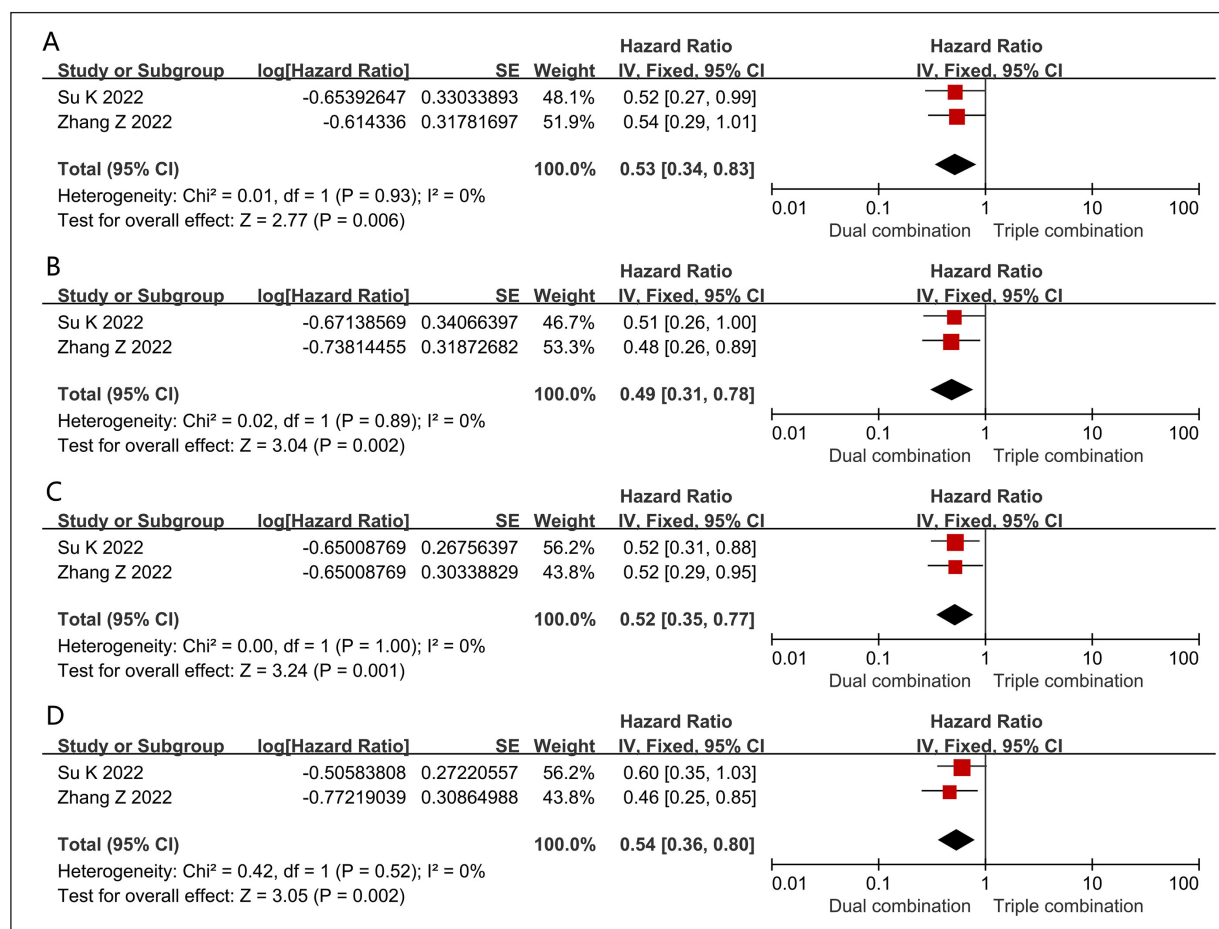 A
Hazard Ratio Hazard Ratio
Study or Subgroup log[Hazard Ratio] SE Weight IV, Fixed, 95% CI IV, Fixed, 95% CI
Su K 2022 -0.65392647 0.33033893 48.1% 0.52 [0.27, 0.99]
Zhang Z 2022 -0.614336 0.31781697 51.9% 0.54 [0.29, 1.01]
Total (95% CI) 100.0% 0.53 [0.34, 0.83]
Heterogeneity: Chi² = 0.01, df = 1 (P = 0.93); I² = 0%
Test for overall effect: Z = 2.77 (P = 0.006)
0.01 0.1 1 10 100
Dual combination Triple combination
B
Hazard Ratio Hazard Ratio
Study or Subgroup log[Hazard Ratio] SE Weight IV, Fixed, 95% CI IV, Fixed, 95% CI
Su K 2022 -0.67138569 0.34066397 46.7% 0.51 [0.26, 1.00]
Zhang Z 2022 -0.73814455 0.31872682 53.3% 0.48 [0.26, 0.89]
Total (95% CI) 100.0% 0.49 [0.31, 0.78]
Heterogeneity: Chi² = 0.02, df = 1 (P = 0.89); I² = 0%
Test for overall effect: Z = 3.04 (P = 0.002)
0.01 0.1 1 10 100
Dual combination Triple combination
C
Hazard Ratio Hazard Ratio
Study or Subgroup log[Hazard Ratio] SE Weight IV, Fixed, 95% CI IV, Fixed, 95% CI
Su K 2022 -0.65008769 0.26756397 56.2% 0.52 [0.31, 0.88]
Zhang Z 2022 -0.65008769 0.30338829 43.8% 0.52 [0.29, 0.95]
Total (95% CI) 100.0% 0.52 [0.35, 0.77]
Heterogeneity: Chi² = 0.00, df = 1 (P = 1.00); I² = 0%
Test for overall effect: Z = 3.24 (P = 0.001)
0.01 0.1 1 10 100
Dual combination Triple combination
D
Hazard Ratio Hazard Ratio
Study or Subgroup log[Hazard Ratio] SE Weight IV, Fixed, 95% CI IV, Fixed, 95% CI
Su K 2022 -0.50583808 0.27220557 56.2% 0.60 [0.35, 1.03]
Zhang Z 2022 -0.77219039 0.30864988 43.8% 0.46 [0.25, 0.85]
Total (95% CI) 100.0% 0.54 [0.36, 0.80]
Heterogeneity: Chi² = 0.42, df = 1 (P = 0.52); I² = 0%
Test for overall effect: Z = 3.05 (P = 0.002)
0.01 0.1 1 10 100
Dual combination Triple combination